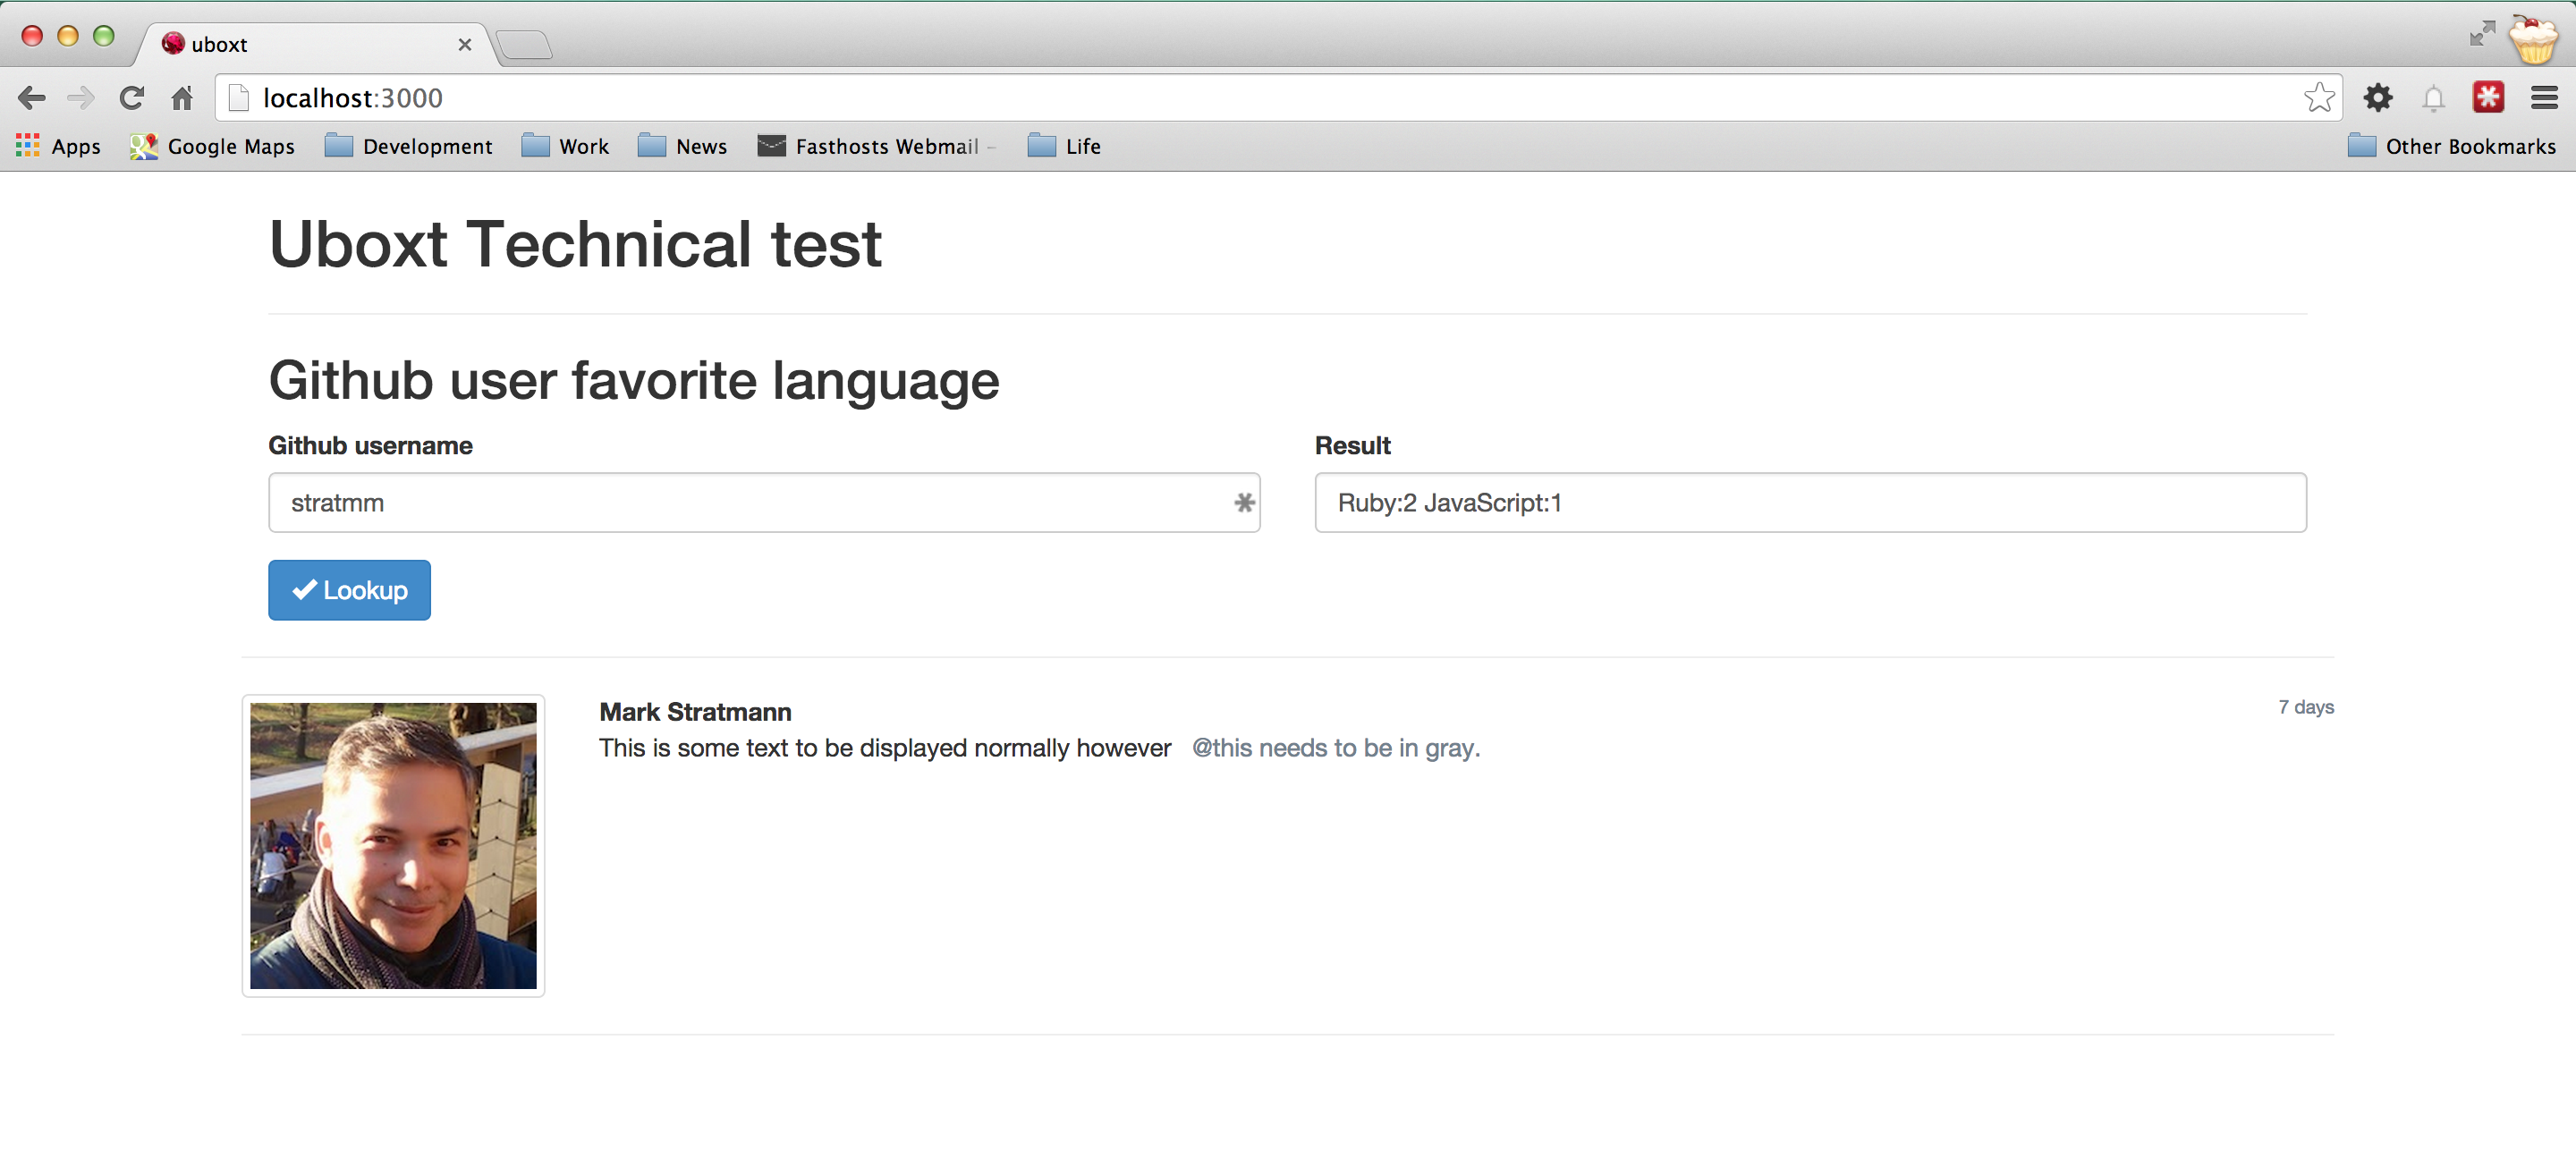 uboxt
localhost:3000
Apps Google Maps Development Work News Fasthosts Webmail – Life Other Bookmarks
Uboxt Technical test
Github user favorite language
Github username Result
stratmm Ruby:2 JavaScript:1
Lookup
Mark Stratmann 7 days
This is some text to be displayed normally however @this needs to be in gray.